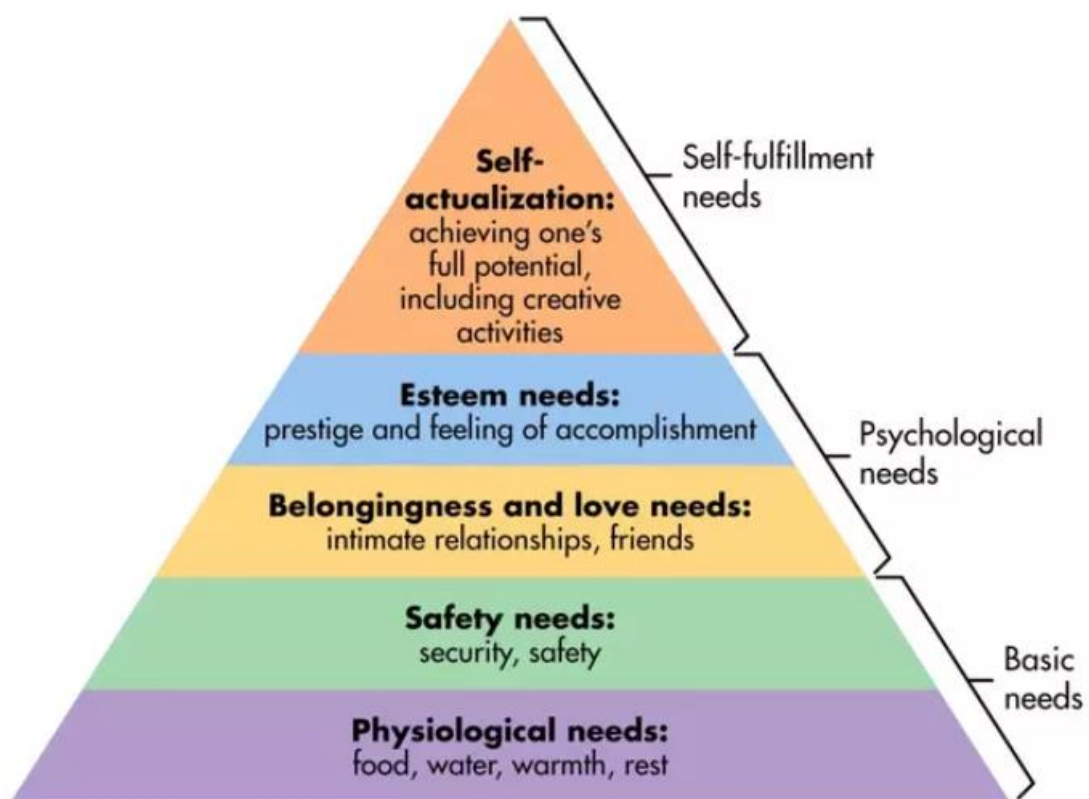 Self-
actualization:
achieving one's
full potential,
including creative
activities
Self-fulfillment
needs
Esteem needs:
prestige and feeling of accomplishment
Belongingness and love needs:
intimate relationships, friends
Psychological
needs
Safety needs:
security, safety
Physiological needs:
food, water, warmth, rest
Basic
needs